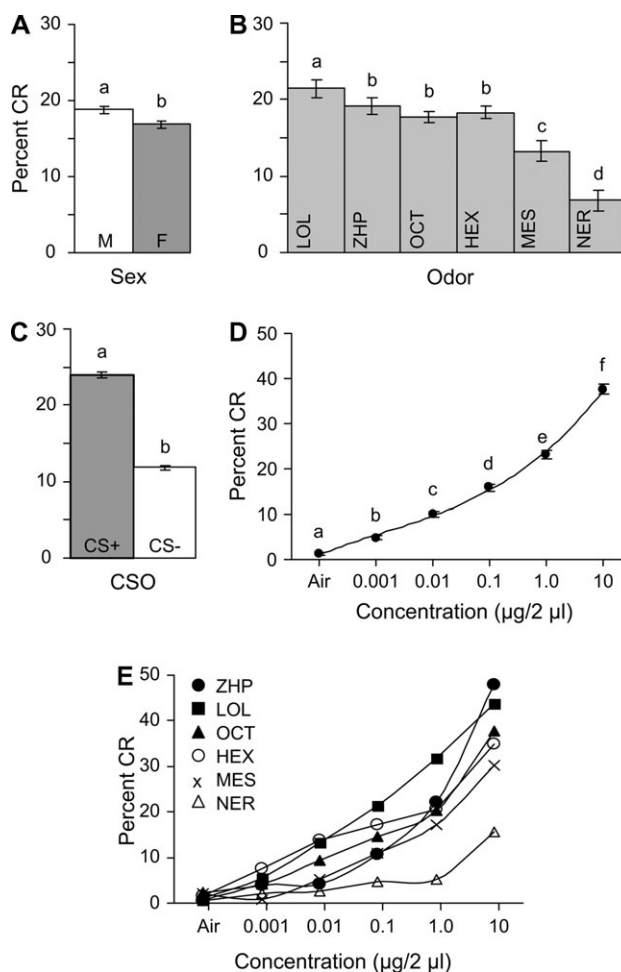 A
30
20
10
0
Percent CR
a
b
M
F
Sex
B
30
20
10
0
a
b
b
b
c
d
LOL
ZHP
OCT
HEX
MES
NER
Odor
C
30
20
10
0
Percent CR
a
b
CS+
CS-
CSO
D
50
40
30
20
10
0
Percent CR
a
b
c
d
e
f
Air
0.001
0.01
0.1
1.0
10
Concentration (µg/2 µl)
E
50
40
30
20
10
0
Percent CR
ZHP
LOL
OCT
HEX
MES
NER
Air
0.001
0.01
0.1
1.0
10
Concentration (µg/2 µl)